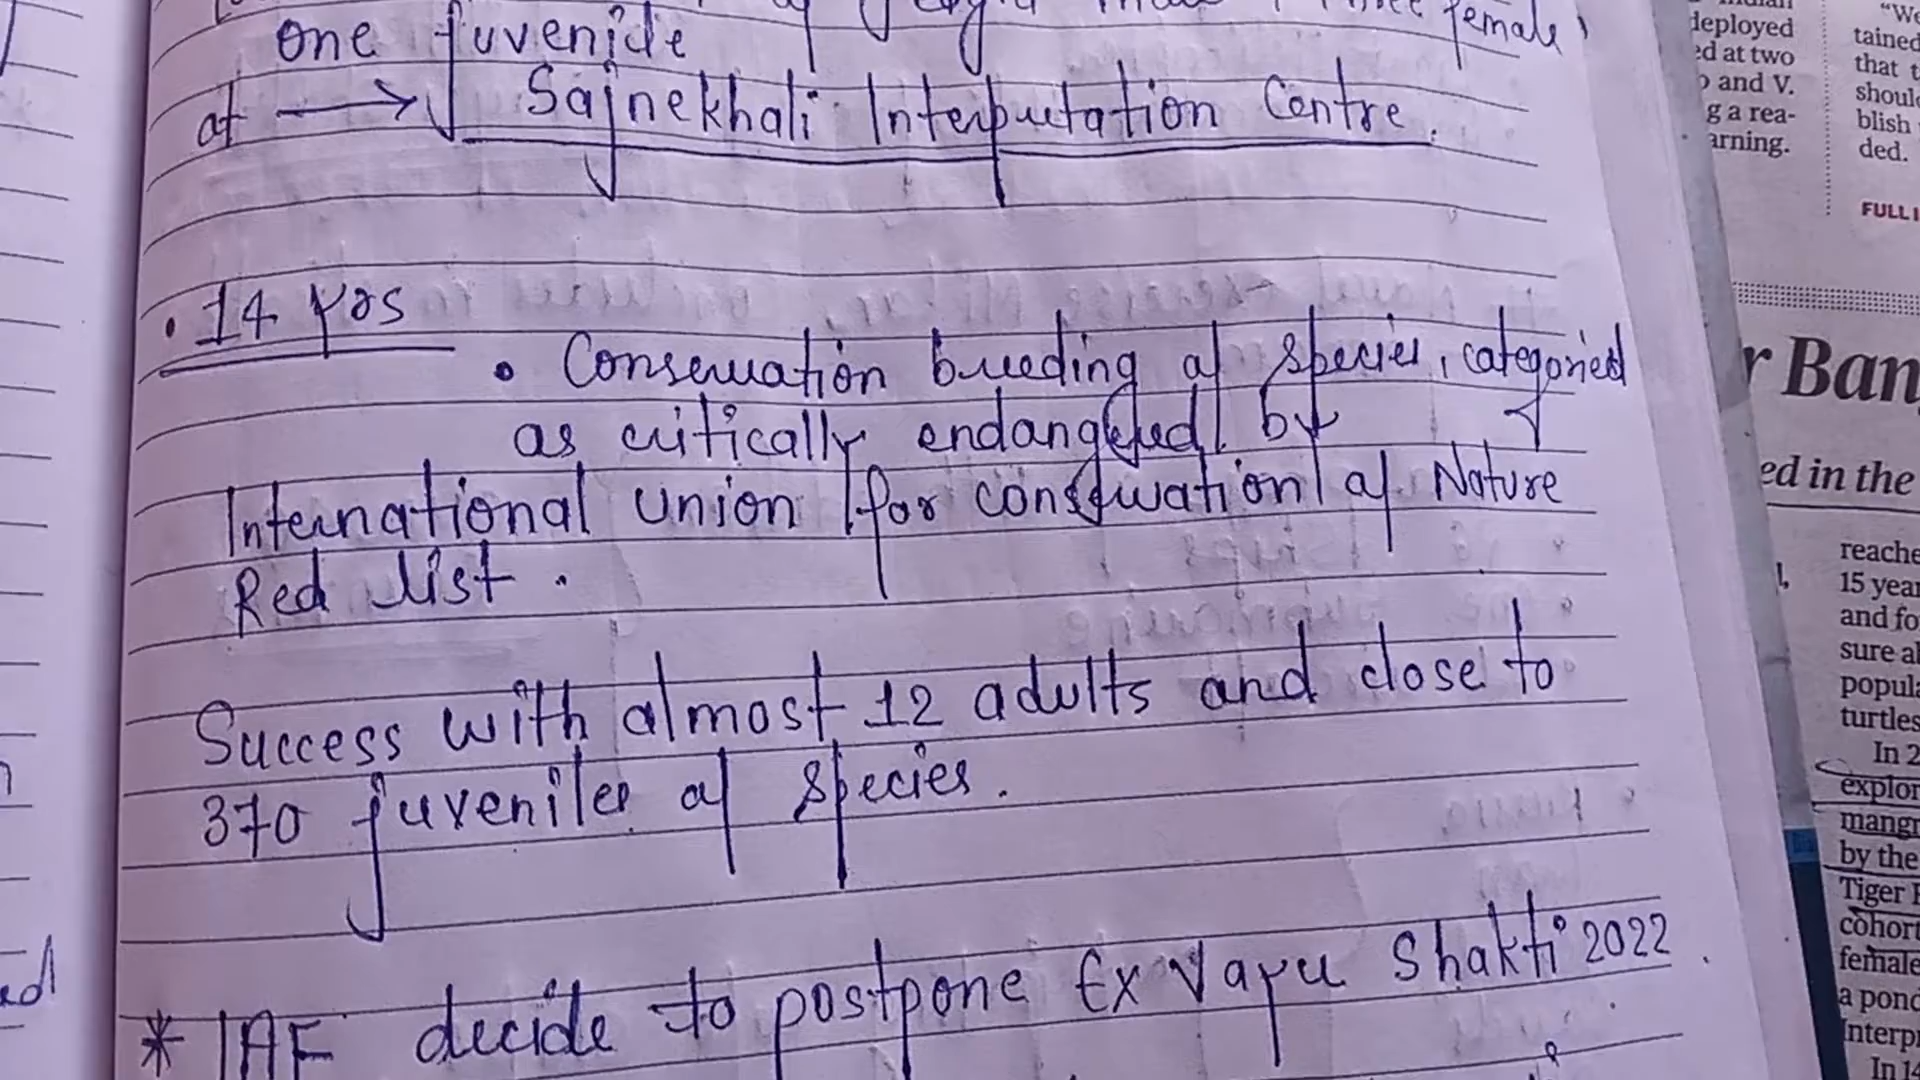 female,
one juvenile
at → Sajnekhali Interpretation Centre.
• 14 Yrs
• Conservation breeding of species, categoried
as critically endangered by
International Union for conservation of Nature
Red list.
Success with almost 12 adults and close to
370 juveniles of species.
* IAF decide to postpone Ex Vayu Shakti 2022.
deployed
ed at two
and V.
g a rea-
arning.
"We
tained
that t
should
blish
ded.
FULL
r Ban
ed in the
reache
15 year
and fo
sure al
popula
turtles
In 2
explor
mangr
by the
Tiger
cohort
female
a pond
Interp
In 14